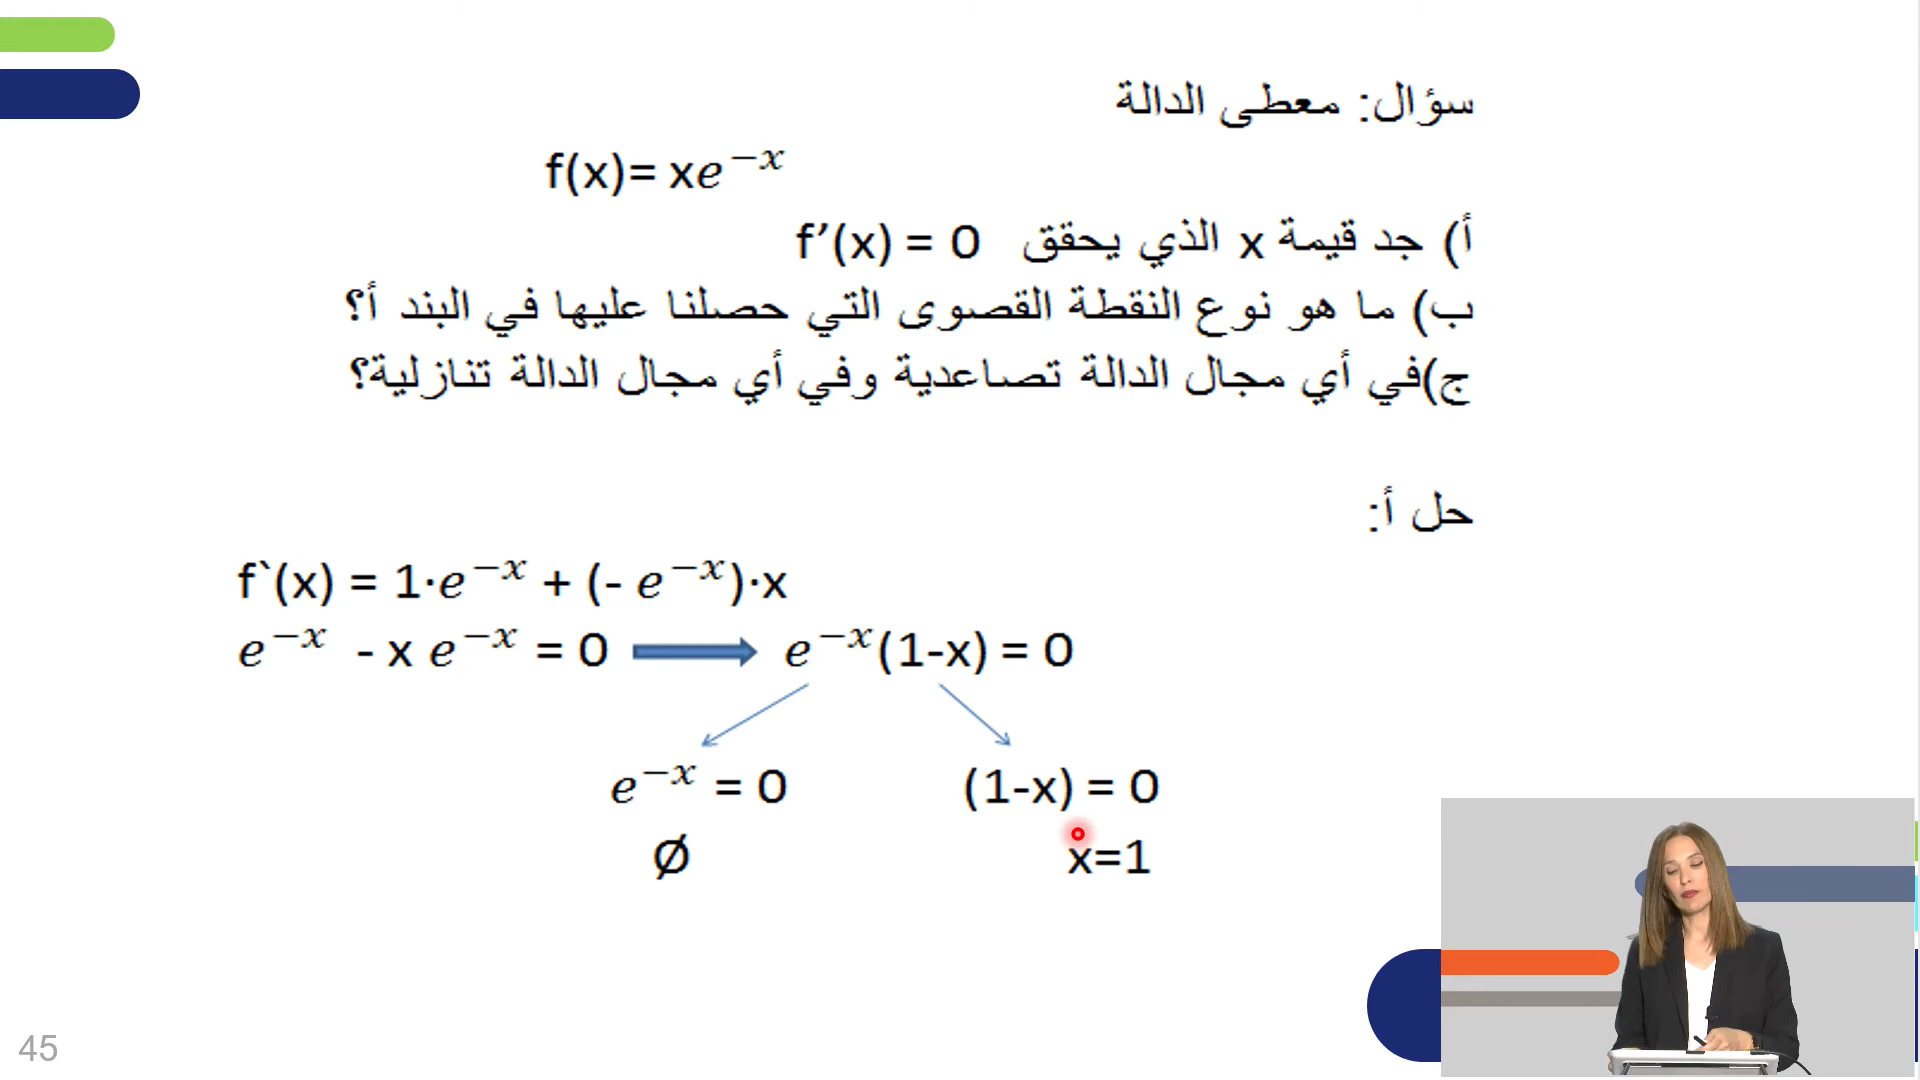 سؤال: معطى الدالة
f(x)= xe^{−x}
أ) جد قيمة x الذي يحقق f’(x) = 0
ب) ما هو نوع النقطة القصوى التي حصلنا عليها في البند أ؟
ج)في أي مجال الدالة تصاعدية وفي أي مجال الدالة تنازلية؟
حل أ:
f`(x) = 1·e^{−x} + (- e^{−x})·x
e^{−x} - x e^{−x} = 0 ➡ e^{−x}(1-x) = 0
e^{−x} = 0 (1-x) = 0
Ø x=1
45